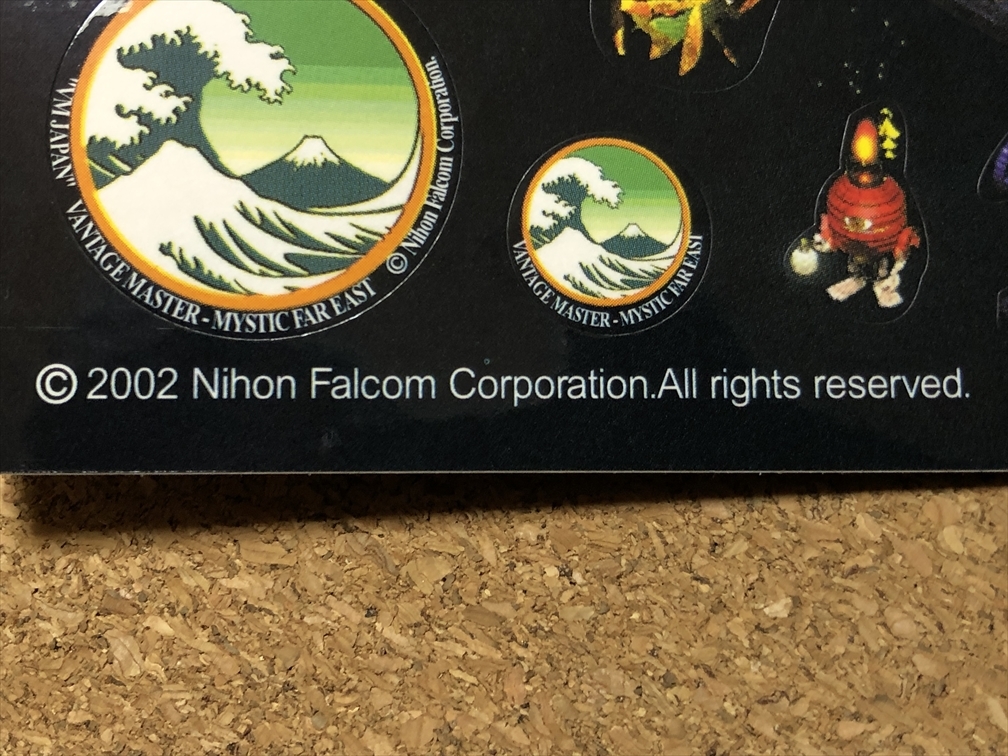 "VM JAPAN" VANTAGE MASTER - MYSTIC FAR EAST © Nihon Falcom Corporation.
VANTAGE MASTER - MYSTIC FAR EAST
© 2002 Nihon Falcom Corporation.All rights reserved.